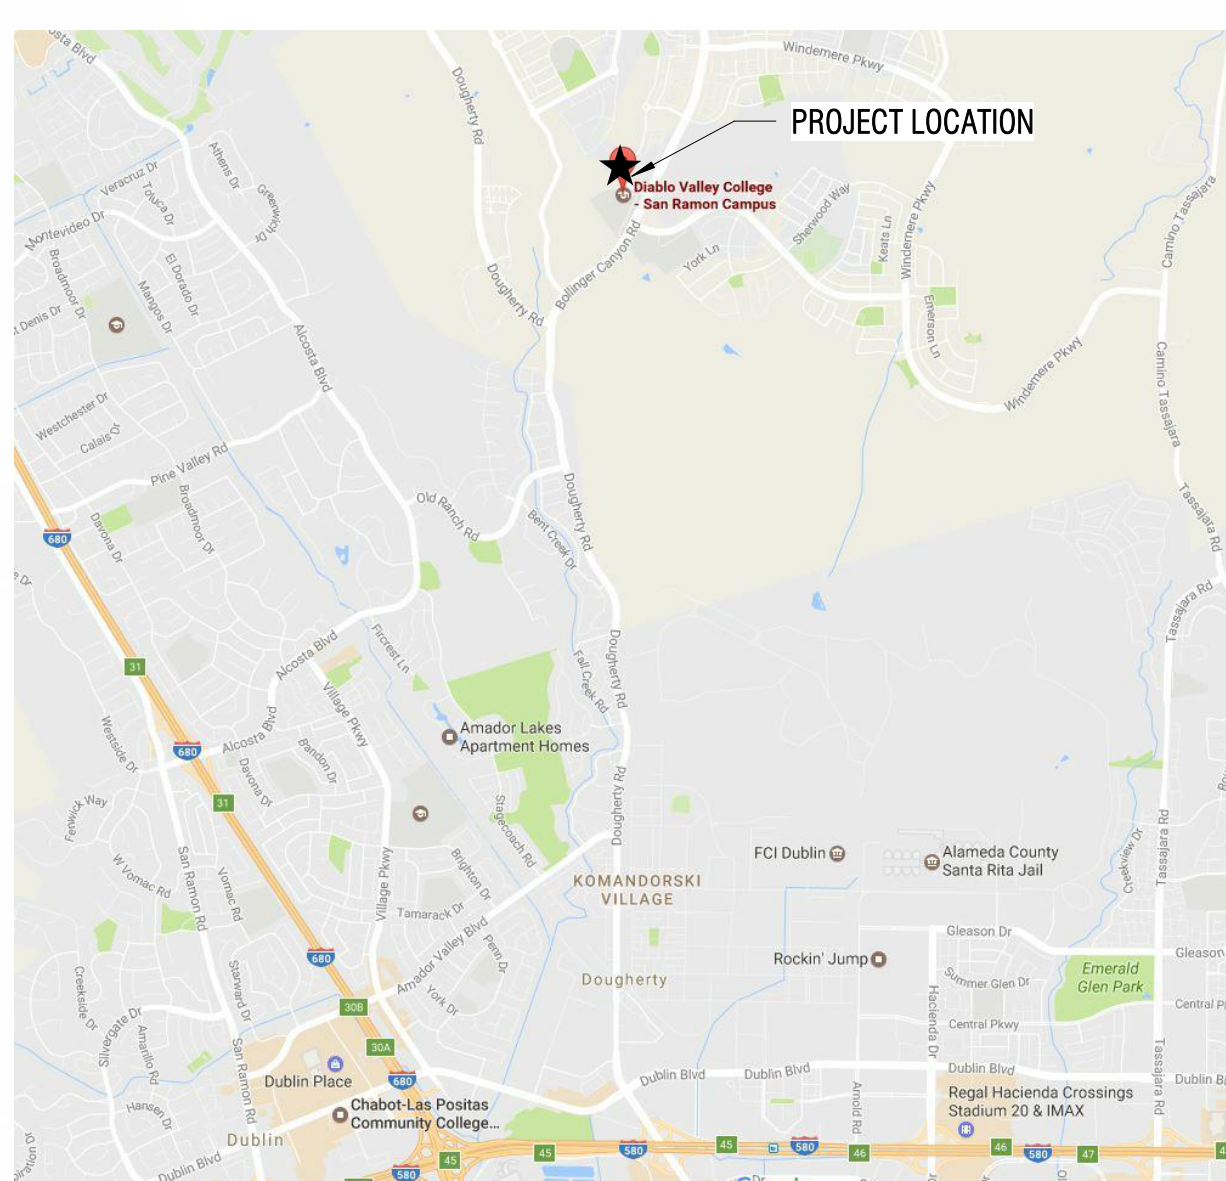 osta Blvd
Windemere Pkwy
Dougherty Rd
PROJECT LOCATION
Athens Dr
Veracruz Dr
Toluca Dr
Greenwich Dr
Diablo Valley College
- San Ramon Campus
Sherwood Way
Windemere Pkwy
Camino Tassajara
Montevideo Dr
Keats Ln
Broadmoor Dr
El Dorado Dr
York Ln
Bollinger Canyon Rd
Mangos Dr
Dougherty Rd
t Denis Dr
Emerson Ln
Alcosta Blvd
Windemere Pkwy
Camino Tassajara
Westchester Dr
Calais Dr
Pine Valley Rd
Broadmoor Dr
Old Ranch Rd
Dougherty Rd
Tassajara Rd
Davona Dr
Bent Creek Dr
680
e Dr
Tassajara Rd
Alcosta Blvd
Fircrest Ln
Dougherty Rd
31
Fall Creek Rd
Village Pkwy
Westside Dr
Alcosta Blvd
Amador Lakes
Apartment Homes
680
Bandon Dr
Davona Dr
Dougherty Rd
31
Fenwick Way
Stagecoach Rd
Tassajara Rd
San Ramon Rd
W Vomac Rd
Vomac Rd
Village Pkwy
Brighton Dr
FCI Dublin
Alameda County
Santa Rita Jail
Creekview Dr
KOMANDORSKI
VILLAGE
Tamarack Dr
Amador Valley Blvd
Penn Dr
Gleason Dr
Gleason
680
Rockin' Jump
Emerald
Glen Park
Dougherty
Summer Glen Dr
Creekside Dr
Starward Dr
York Dr
30B
Hacienda Dr
Central Pkwy
Central P
Silvergate Dr
Amarillo Rd
San Ramon Rd
30A
Tassajara Rd
Dublin Place
680
Dublin Blvd
Dublin Blvd
Dublin Blvd
Dublin B
Arnold Rd
Regal Hacienda Crossings
Stadium 20 & IMAX
Hansen Dr
Chabot-Las Positas
Community College...
Dublin
Dublin Blvd
45
45
580
45
580
46
46
580
47
4
580